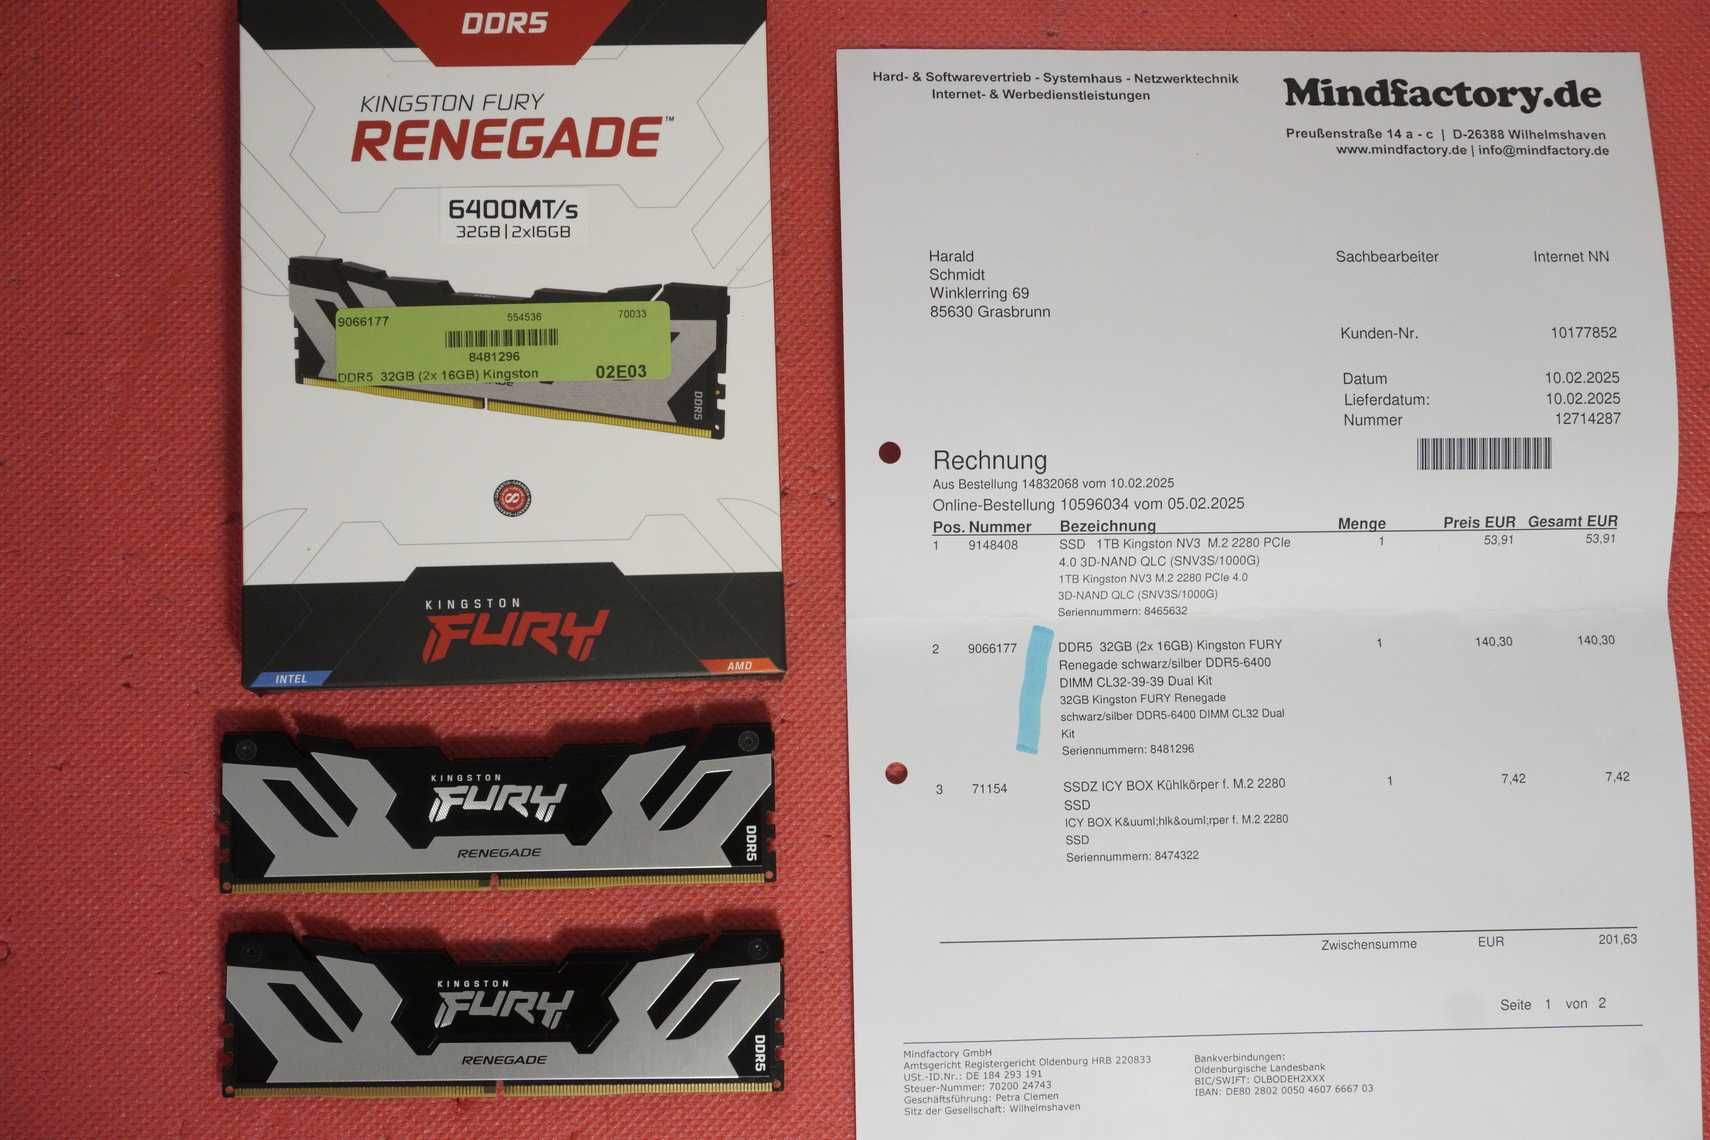 DDR5
KINGSTON FURY
RENEGADE™
6400MT/s
32GB | 2x16GB
9066177 554536 70033
8481296
DDR5 32GB (2x 16GB) Kingston 02E03
DDR5
KINGSTON
FURY
INTEL
AMD
KINGSTON
FURY
RENEGADE
DDR5
KINGSTON
FURY
RENEGADE
DDR5
Hard- & Softwarevertrieb - Systemhaus - Netzwerktechnik
Internet- & Werbedienstleistungen
Mindfactory.de
Preußenstraße 14 a - c | D-26388 Wilhelmshaven
www.mindfactory.de | info@mindfactory.de
Harald
Schmidt
Winklerring 69
85630 Grasbrunn
Sachbearbeiter Internet NN
Kunden-Nr. 10177852
Datum 10.02.2025
Lieferdatum: 10.02.2025
Nummer 12714287
Rechnung
Aus Bestellung 14832068 vom 10.02.2025
Online-Bestellung 10596034 vom 05.02.2025
Pos. Nummer Bezeichnung Menge Preis EUR Gesamt EUR
1 9148408 SSD 1TB Kingston NV3 M.2 2280 PCIe 1 53,91 53,91
4.0 3D-NAND QLC (SNV3S/1000G)
1TB Kingston NV3 M.2 2280 PCIe 4.0
3D-NAND QLC (SNV3S/1000G)
Seriennummern: 8465632
2 9066177 DDR5 32GB (2x 16GB) Kingston FURY 1 140,30 140,30
Renegade schwarz/silber DDR5-6400
DIMM CL32-39-39 Dual Kit
32GB Kingston FURY Renegade
schwarz/silber DDR5-6400 DIMM CL32 Dual
Kit
Seriennummern: 8481296
3 71154 SSDZ ICY BOX Kühlkörper f. M.2 2280 1 7,42 7,42
SSD
ICY BOX K&uuml;hlk&ouml;rper f. M.2 2280
SSD
Seriennummern: 8474322
Zwischensumme EUR 201,63
Seite 1 von 2
Mindfactory GmbH
Amtsgericht Registergericht Oldenburg HRB 220833
USt.-ID.Nr.: DE 184 293 191
Steuer-Nummer: 70200 24743
Geschäftsführung: Petra Clemen
Sitz der Gesellschaft: Wilhelmshaven
Bankverbindungen:
Oldenburgische Landesbank
BIC/SWIFT: OLBODEH2XXX
IBAN: DE80 2802 0050 4607 6667 03